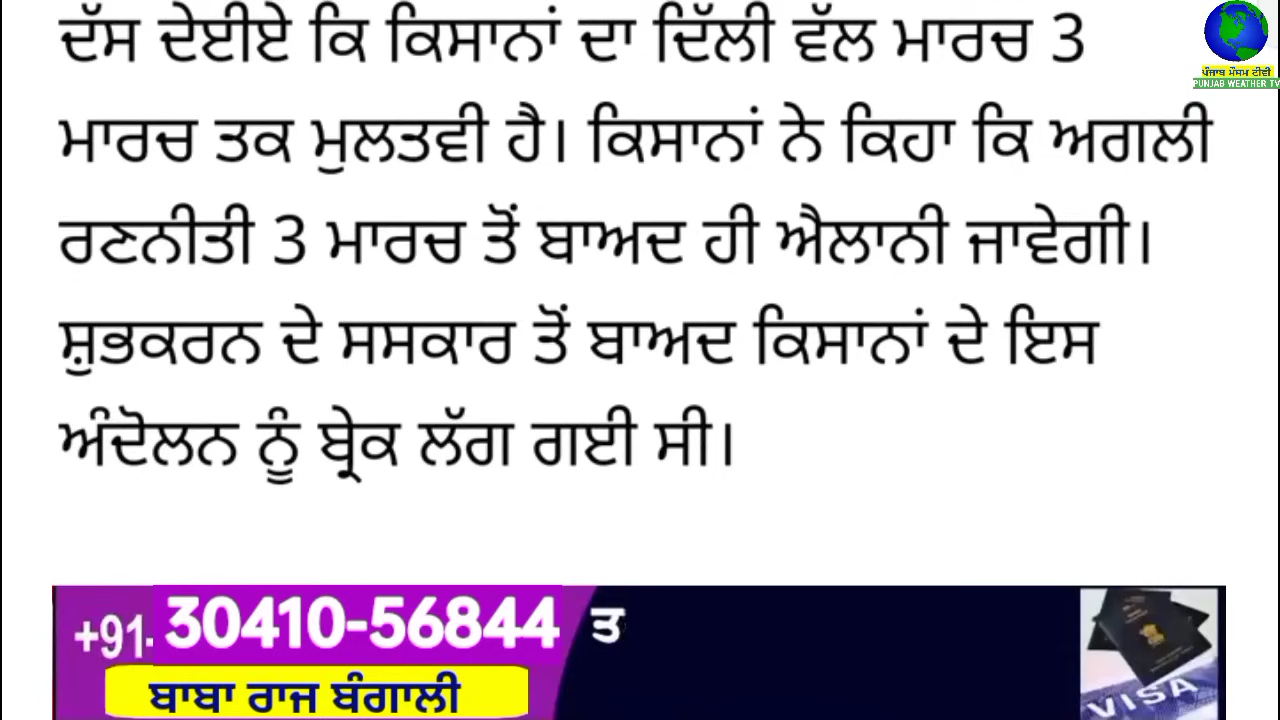 ਦੱਸ ਦੇਈਏ ਕਿ ਕਿਸਾਨਾਂ ਦਾ ਦਿੱਲੀ ਵੱਲ ਮਾਰਚ 3
ਮਾਰਚ ਤਕ ਮੁਲਤਵੀ ਹੈ। ਕਿਸਾਨਾਂ ਨੇ ਕਿਹਾ ਕਿ ਅਗਲੀ
ਰਣਨੀਤੀ 3 ਮਾਰਚ ਤੋਂ ਬਾਅਦ ਹੀ ਐਲਾਨੀ ਜਾਵੇਗੀ।
ਸ਼ੁਭਕਰਨ ਦੇ ਸਸਕਾਰ ਤੋਂ ਬਾਅਦ ਕਿਸਾਨਾਂ ਦੇ ਇਸ
ਅੰਦੋਲਨ ਨੂੰ ਬ੍ਰੇਕ ਲੱਗ ਗਈ ਸੀ।
ਪੰਜਾਬ ਮੌਸਮ ਟੀਵੀ
PUNJAB WEATHER TV
+91. 30410-56844 ਤ
ਬਾਬਾ ਰਾਜ ਬੰਗਾਲੀ
VISA